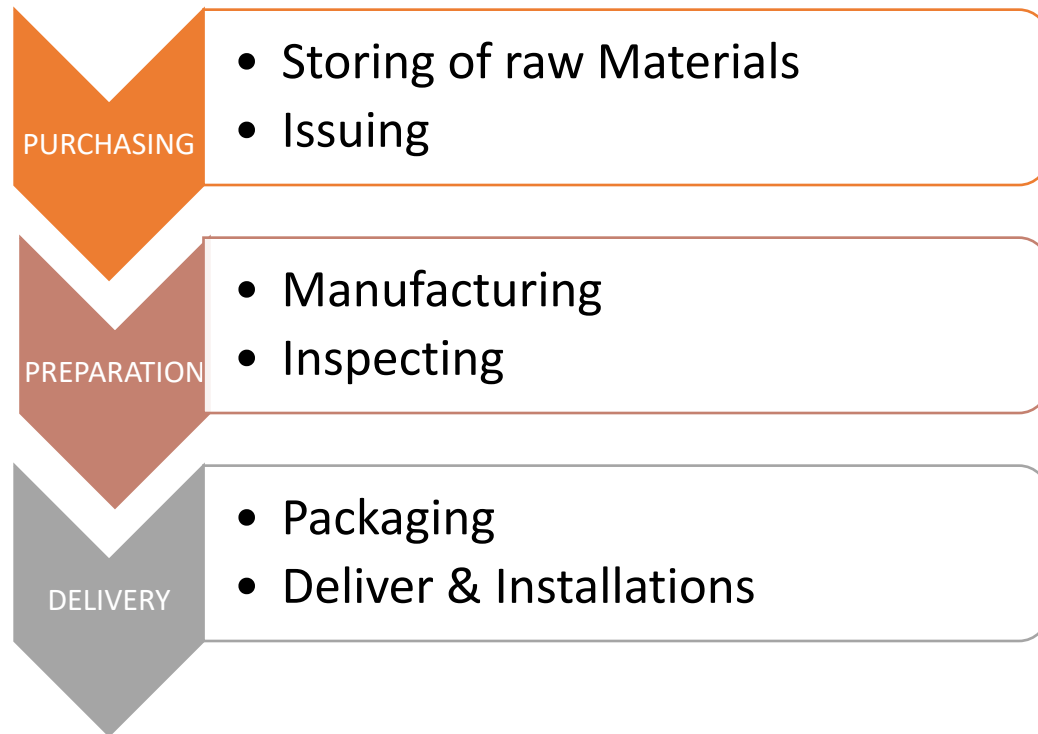 PURCHASING
• Storing of raw Materials
• Issuing
PREPARATION
• Manufacturing
• Inspecting
DELIVERY
• Packaging
• Deliver & Installations